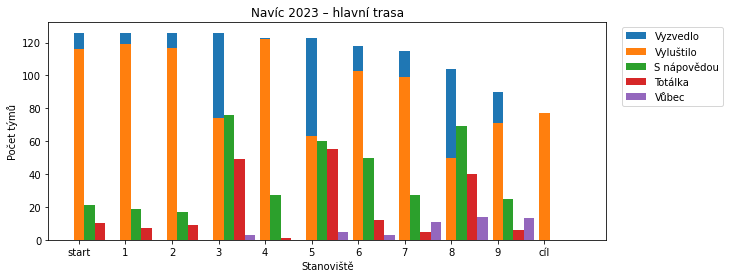 Navíc 2023 – hlavní trasa
Počet týmů
120
100
80
60
40
20
0
start 1 2 3 4 5 6 7 8 9 cíl
Stanoviště
Vyzvedlo
Vyluštilo
S nápovědou
Totálka
Vůbec